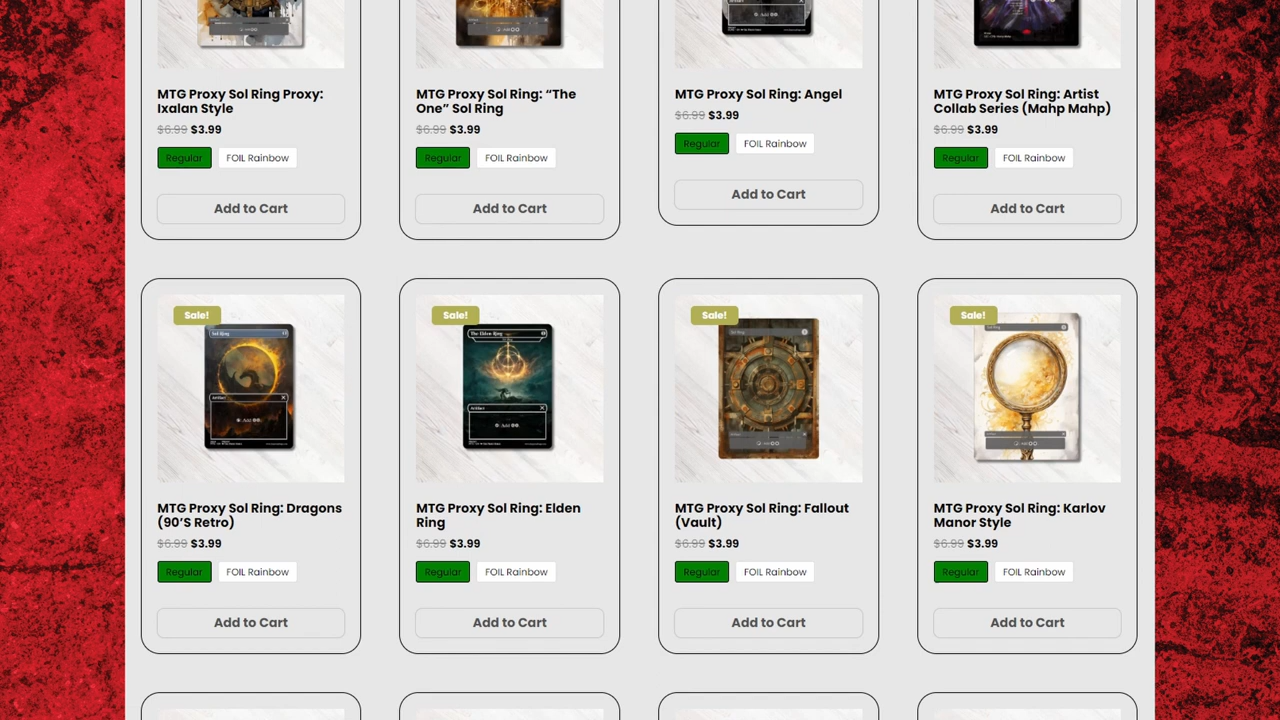 MTG Proxy Sol Ring Proxy:
Ixalan Style
$6.99 $3.99
Regular FOIL Rainbow
Add to Cart
MTG Proxy Sol Ring: “The
One” Sol Ring
$6.99 $3.99
Regular FOIL Rainbow
Add to Cart
MTG Proxy Sol Ring: Angel
$6.99 $3.99
Regular FOIL Rainbow
Add to Cart
MTG Proxy Sol Ring: Artist
Collab Series (Mahp Mahp)
$6.99 $3.99
Regular FOIL Rainbow
Add to Cart
Sale!
Sol Ring
Artifact
: Add
MTG Proxy Sol Ring: Dragons
(90’S Retro)
$6.99 $3.99
Regular FOIL Rainbow
Add to Cart
Sale!
The Elden Ring
Artifact
: Add
MTG Proxy Sol Ring: Elden
Ring
$6.99 $3.99
Regular FOIL Rainbow
Add to Cart
Sale!
Sol Ring
MTG Proxy Sol Ring: Fallout
(Vault)
$6.99 $3.99
Regular FOIL Rainbow
Add to Cart
Sale!
Sol Ring
MTG Proxy Sol Ring: Karlov
Manor Style
$6.99 $3.99
Regular FOIL Rainbow
Add to Cart